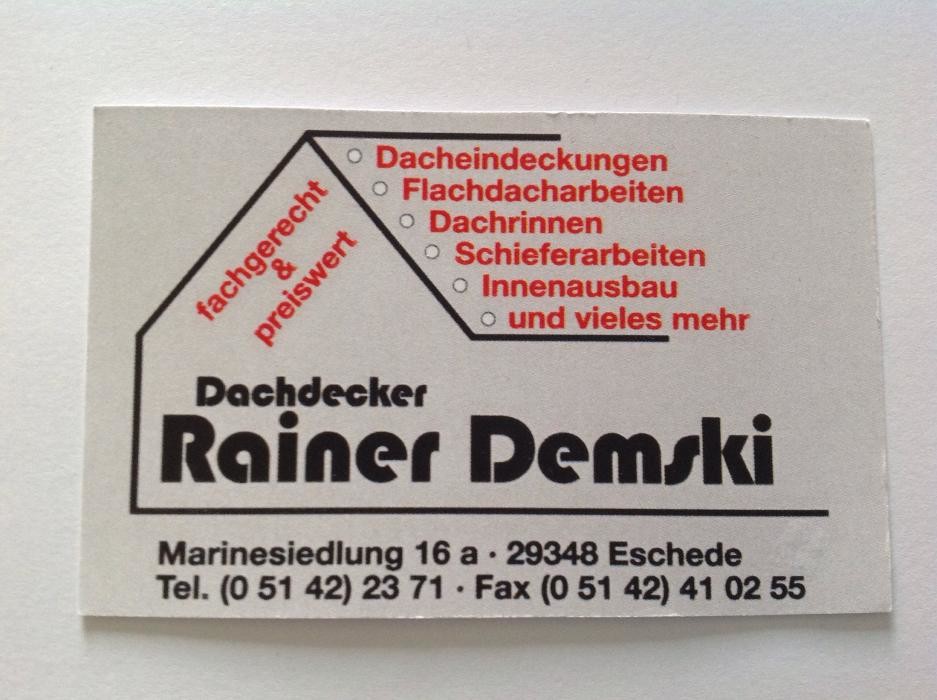 Dacheindeckungen
Flachdacharbeiten
Dachrinnen
Schieferarbeiten
Innenausbau
und vieles mehr
fachgerecht
&
preiswert
Dachdecker
Rainer Demski
Marinesiedlung 16 a · 29348 Eschede
Tel. (0 51 42) 23 71 · Fax (0 51 42) 41 02 55